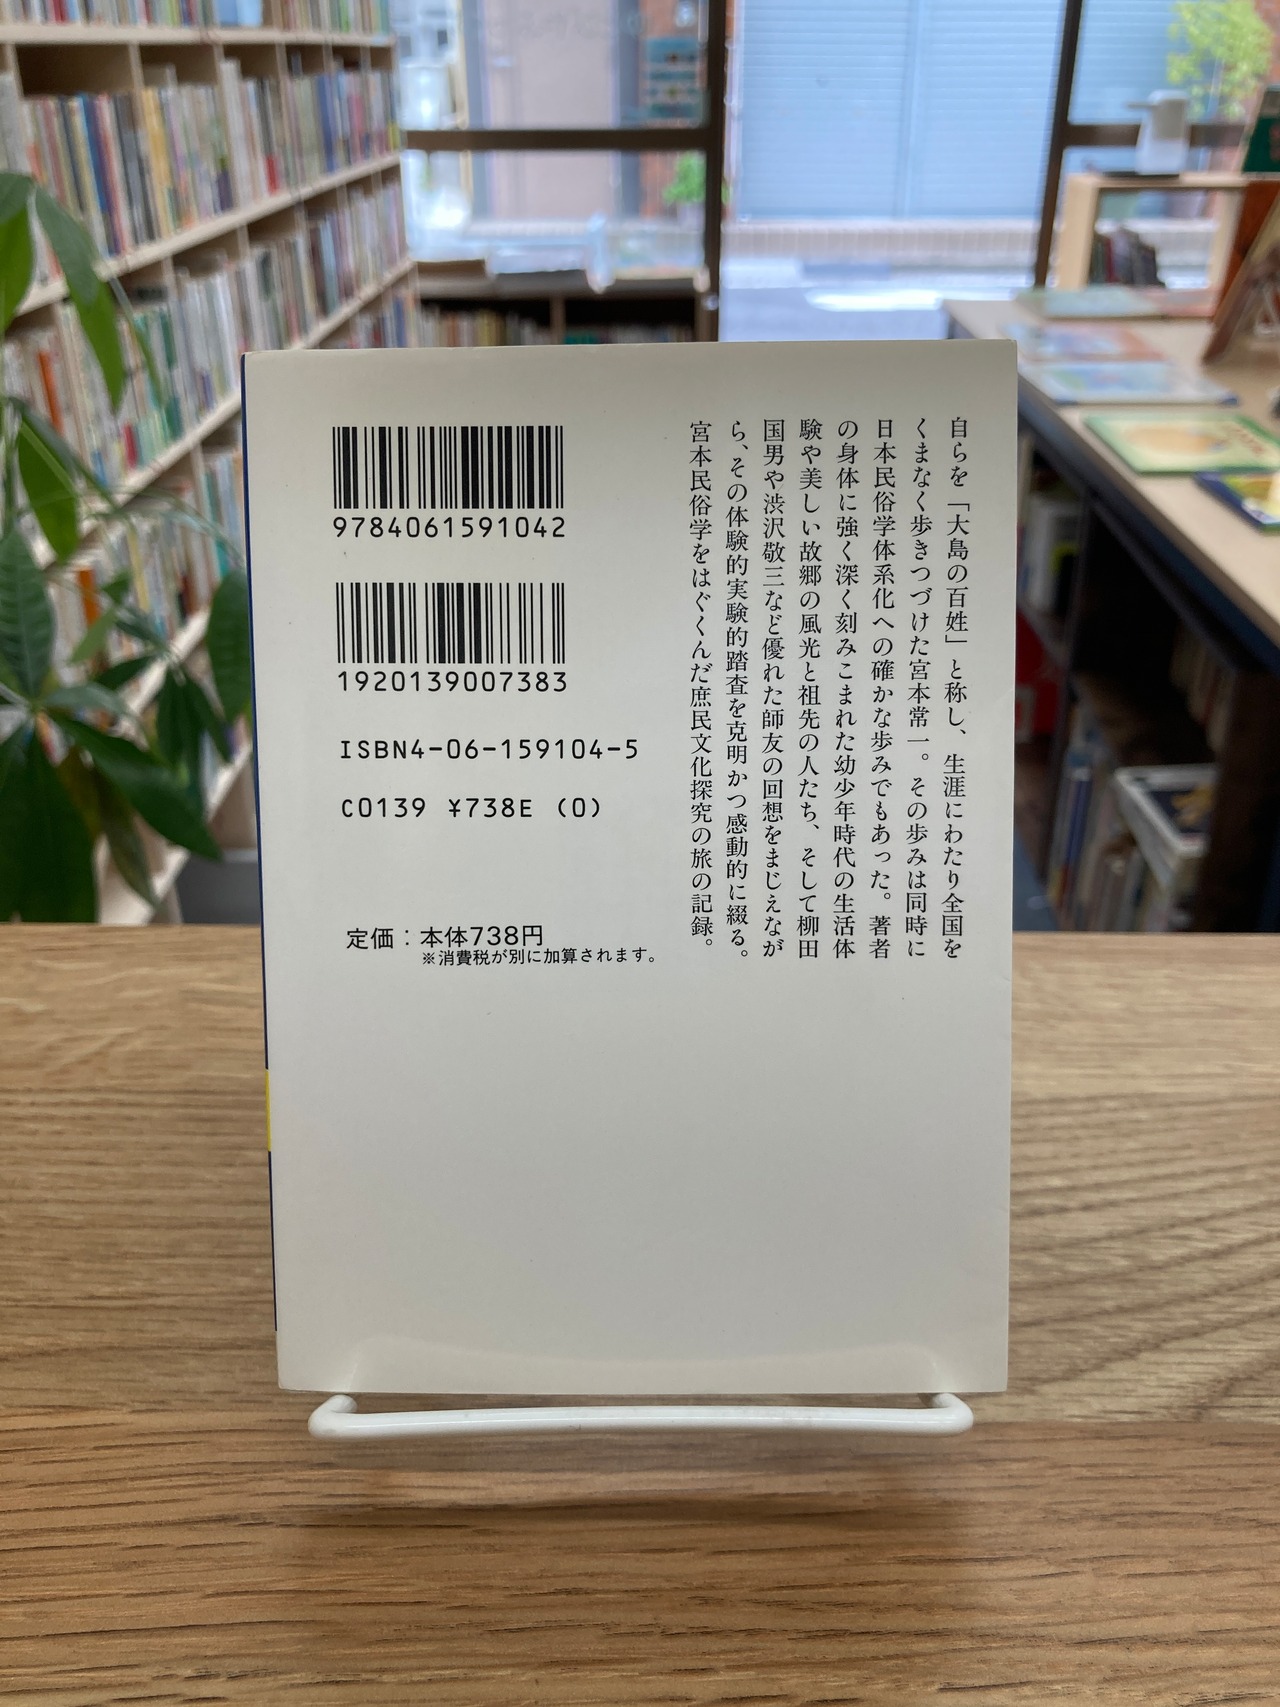 自らを「大島の百姓」と称し、生涯にわたり全国を
くまなく歩きつづけた宮本常一。その歩みは同時に
日本民俗学体系化への確かな歩みでもあった。著者
の身体に強く深く刻みこまれた幼少年時代の生活体
験や美しい故郷の風光と祖先の人たち、そして柳田
国男や渋沢敬三など優れた師友の回想をまじえなが
ら、その体験的実験的踏査を克明かつ感動的に綴る。
宮本民俗学をはぐくんだ庶民文化探究の旅の記録。
9784061591042
1920139007383
ISBN4-06-159104-5
C0139 ¥738E (0)
定価：本体738円
※消費税が別に加算されます。